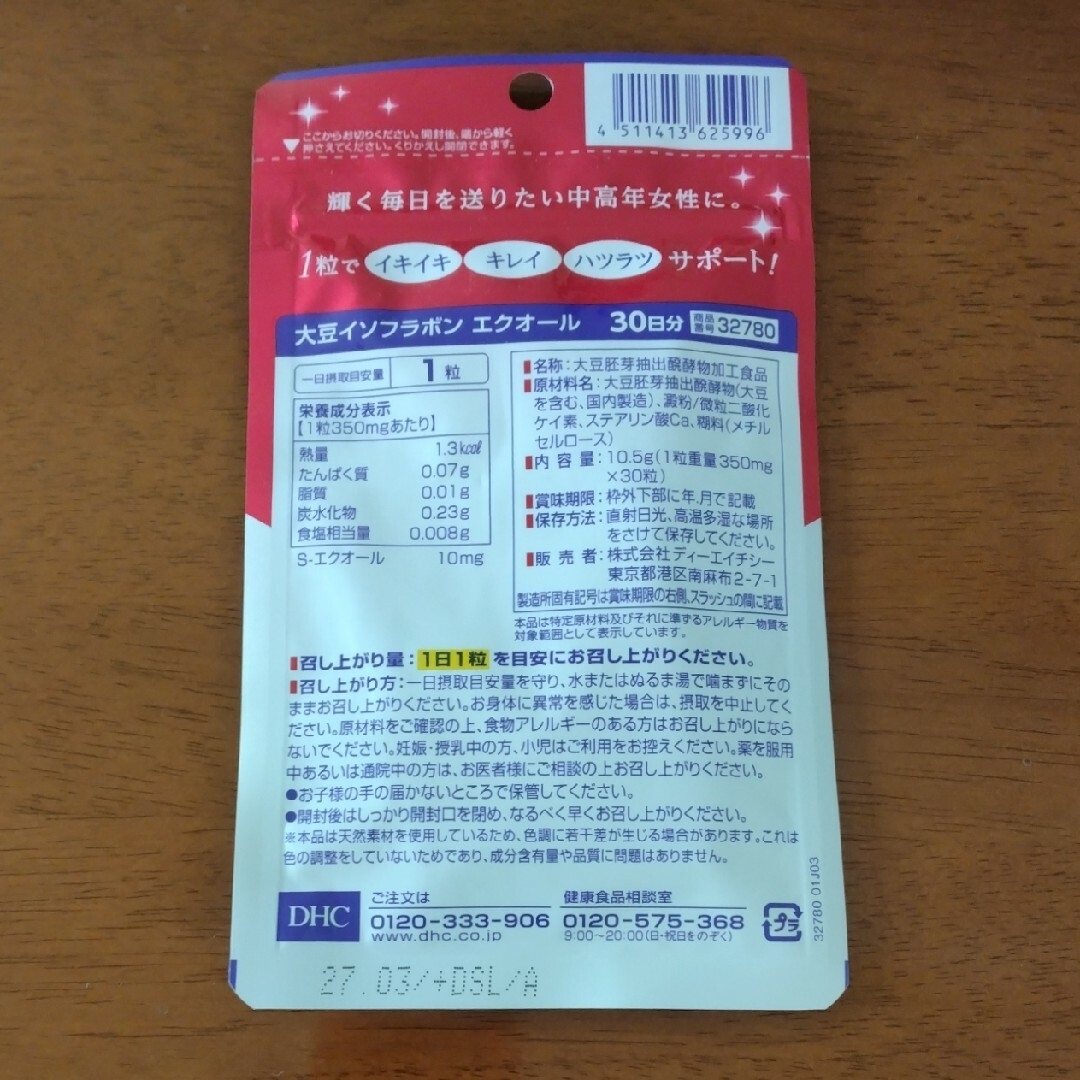 4 511413 625996
ここからお切りください。開封後、端から軽く
押さえてください。くりかえし開閉できます。
輝く毎日を送りたい中高年女性に。
1粒で イキイキ キレイ ハツラツ サポート!
大豆イソフラボン エクオール 30日分 商品番号 32780
一日摂取目安量 1粒
栄養成分表示
【1粒350mgあたり】
熱量 1.3kcal
たんぱく質 0.07g
脂質 0.01g
炭水化物 0.23g
食塩相当量 0.008g
S-エクオール 10mg
名称:大豆胚芽抽出醗酵物加工食品
原材料名:大豆胚芽抽出醗酵物(大豆
を含む、国内製造)、澱粉/微粒二酸化
ケイ素、ステアリン酸Ca、糊料(メチル
セルロース)
内容量:10.5g(1粒重量350mg
×30粒)
賞味期限:枠外下部に年、月で記載
保存方法:直射日光、高温多湿な場所
をさけて保存してください。
販売者:株式会社ディーエイチシー
東京都港区南麻布2-7-1
製造所固有記号は賞味期限の右側、スラッシュの間に記載
本品は特定原材料及びそれに準ずるアレルギー物質を
対象範囲として表示しています。
召し上がり量:1日1粒を目安にお召し上がりください。
召し上がり方:一日摂取目安量を守り、水またはぬるま湯で噛まずにその
ままお召し上がりください。お身体に異常を感じた場合は、摂取を中止してく
ださい。原材料をご確認の上、食物アレルギーのある方はお召し上がりになら
ないでください。妊娠・授乳中の方、小児はご利用をお控えください。薬を服用
中あるいは通院中の方は、お医者様にご相談の上お召し上がりください。
●お子様の手の届かないところで保管してください。
●開封後はしっかり開封口を閉め、なるべく早くお召し上がりください。
※本品は天然素材を使用しているため、色調に若干差が生じる場合があります。これは
色の調整をしていないためであり、成分含有量や品質に問題はありません。
DHC
ご注文は
0120-333-906
www.dhc.co.jp
健康食品相談室
0120-575-368
9:00~20:00(日・祝日をのぞく)
プラ
32780 01J03
27.03/+DSL/A